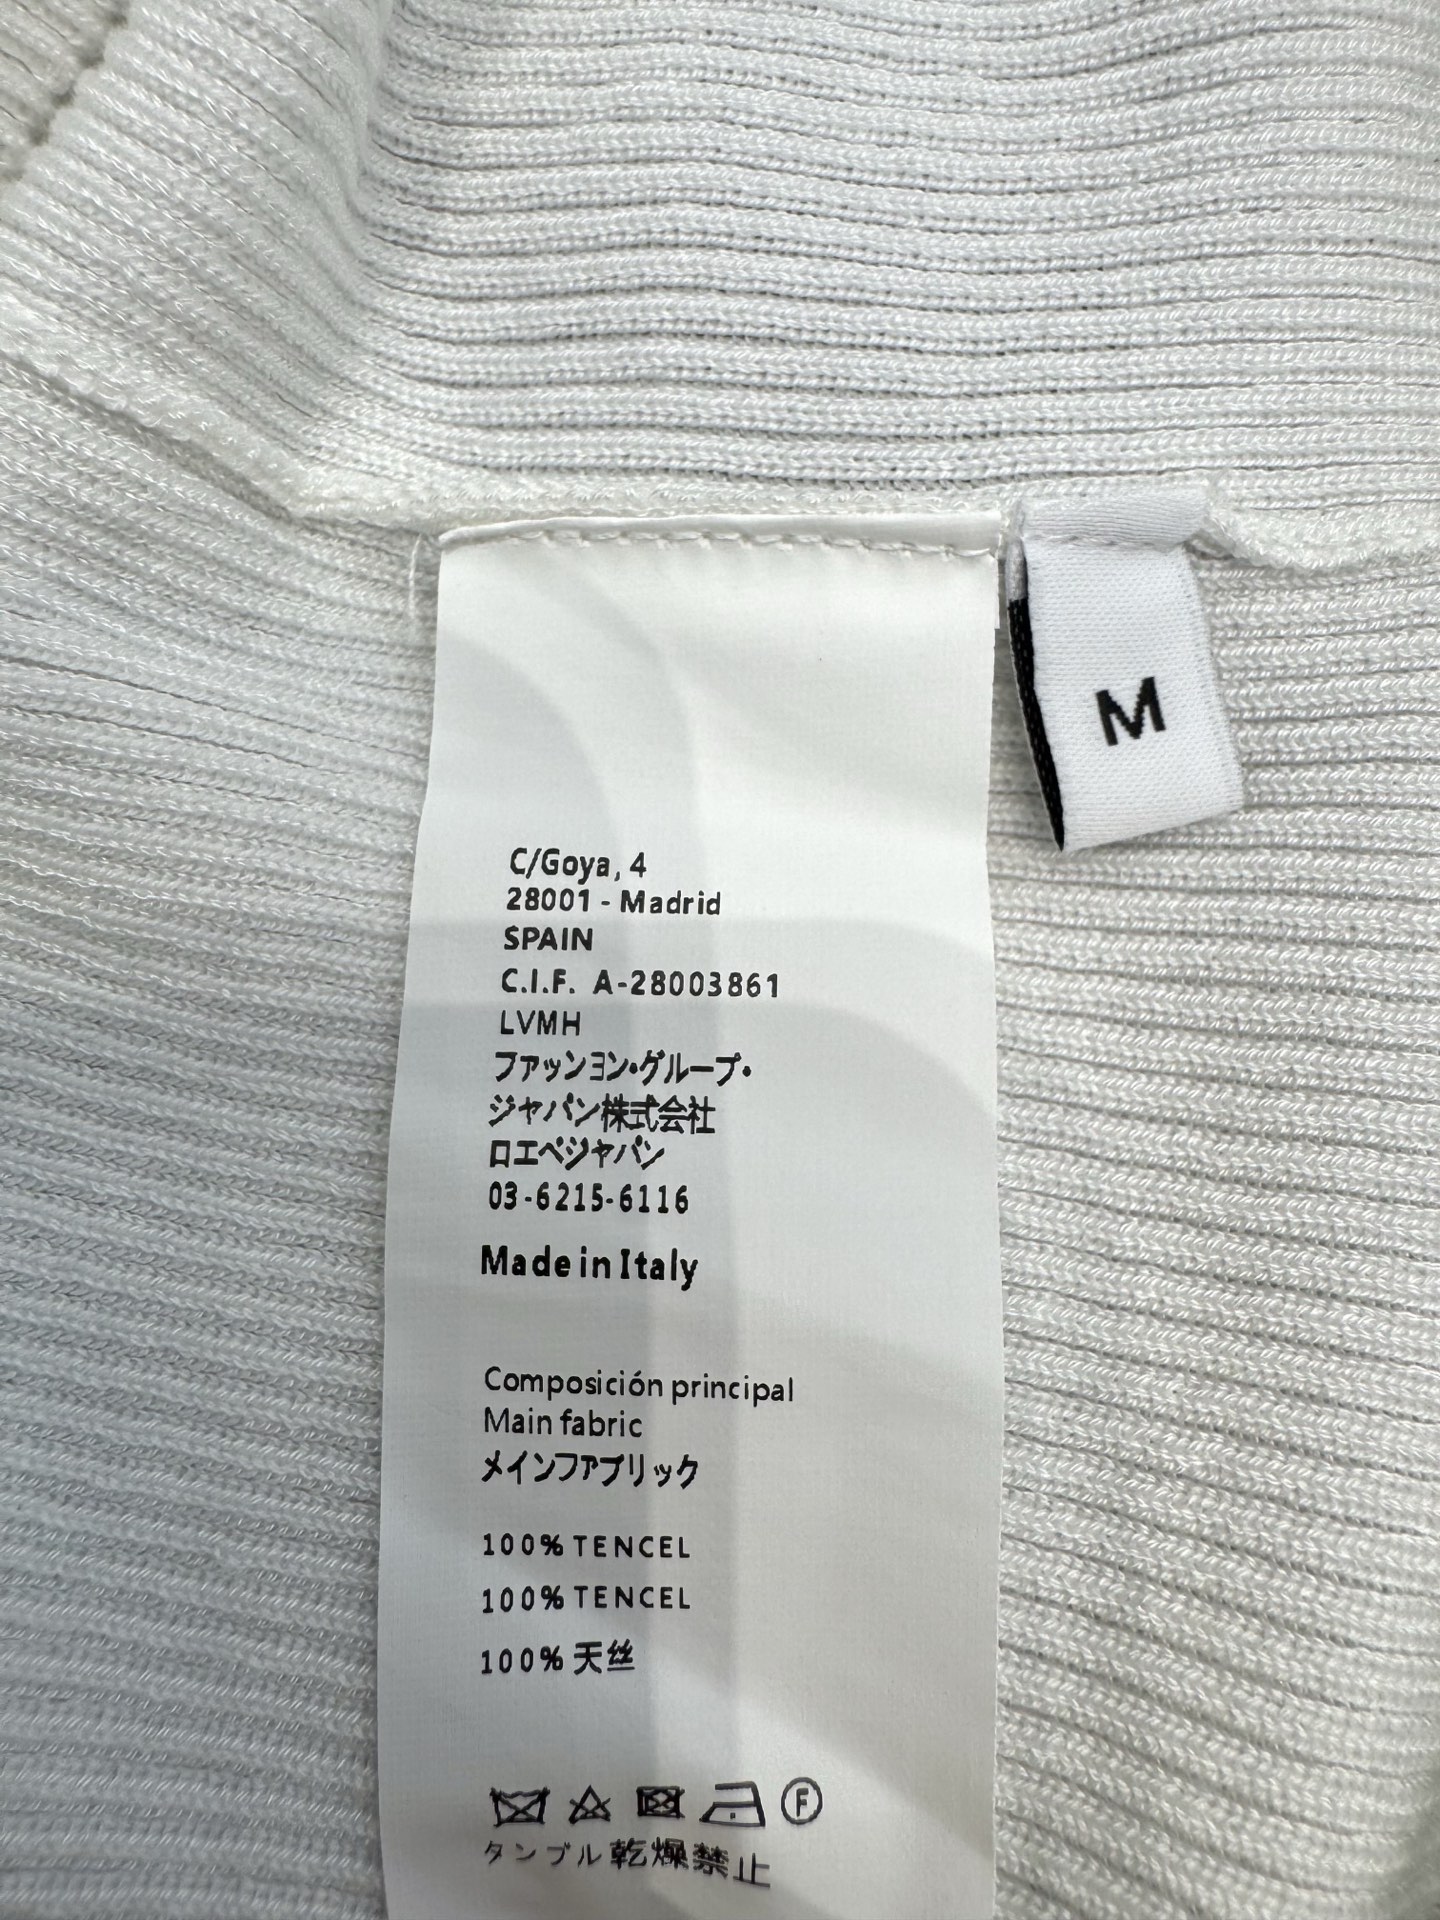 M
C/Goya, 4
28001 - Madrid
SPAIN
C.I.F. A-28003861
LVMH
ファッンヨン・グループ・
ジャパン株式会社
ロエベジャパン
03-6215-6116
Made in Italy
Composición principal
Main fabric
メインファブリック
100% TENCEL
100% TENCEL
100% 天丝
F
タンブル乾燥禁止